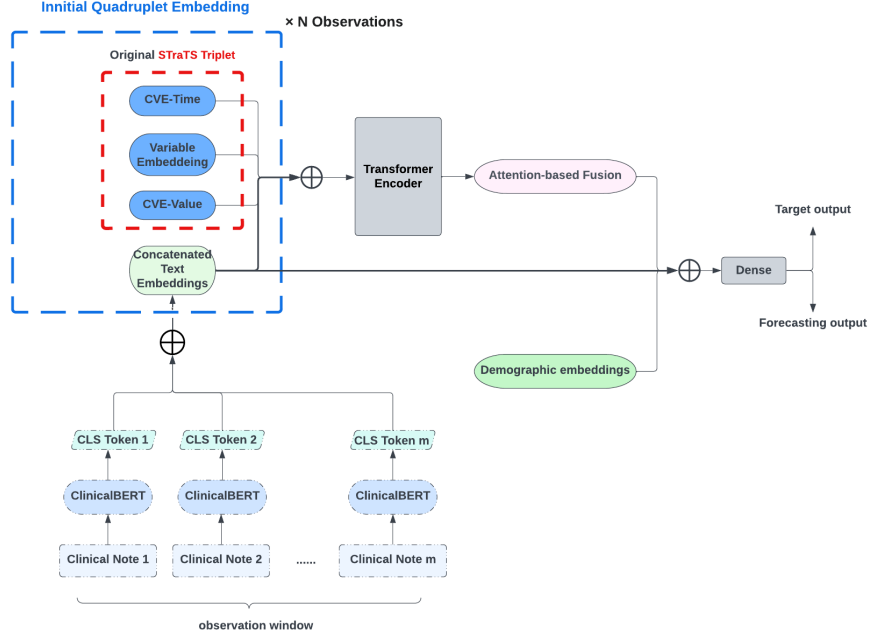 Innitial Quadruplet Embedding
× N Observations
Original STraTS Triplet
CVE-Time
Variable
Embeddeing
CVE-Value
Concatenated
Text
Embeddings
Transformer
Encoder
Attention-based Fusion
Target output
Dense
Forecasting output
Demographic embeddings
CLS Token 1
CLS Token 2
CLS Token m
ClinicalBERT
ClinicalBERT
ClinicalBERT
Clinical Note 1
Clinical Note 2
......
Clinical Note m
observation window